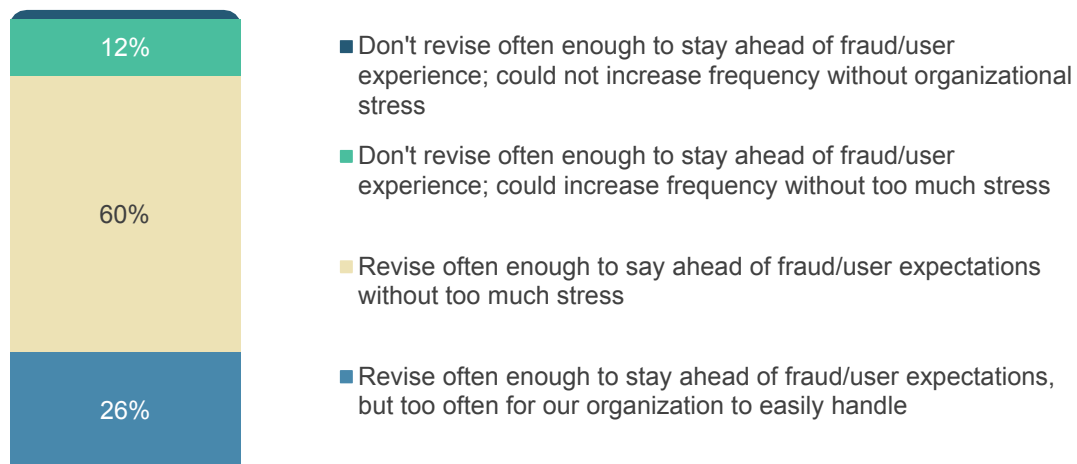 12%
60%
26%
Don't revise often enough to stay ahead of fraud/user
experience; could not increase frequency without organizational
stress
Don't revise often enough to stay ahead of fraud/user
experience; could increase frequency without too much stress
Revise often enough to say ahead of fraud/user expectations
without too much stress
Revise often enough to stay ahead of fraud/user expectations,
but too often for our organization to easily handle